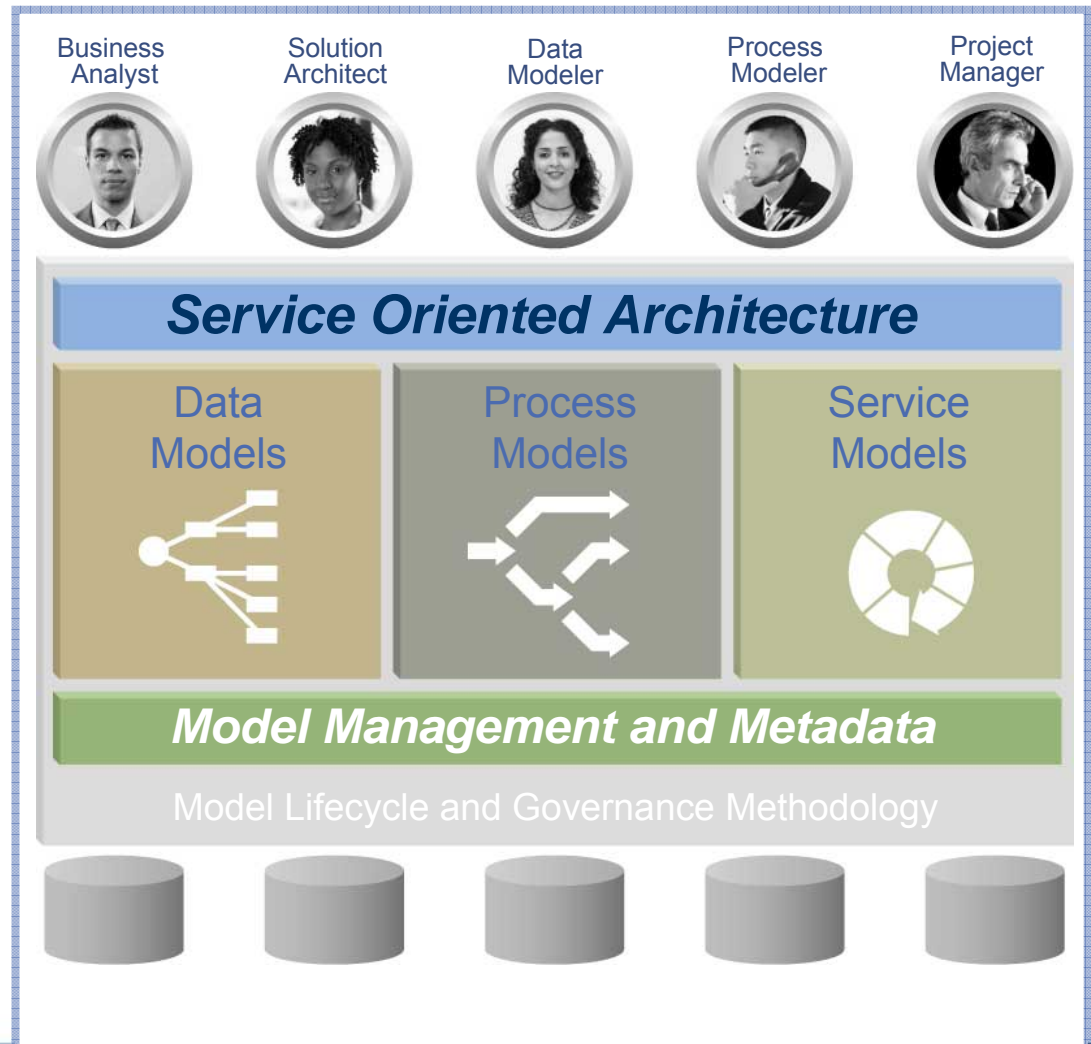 Business
Analyst
Solution
Architect
Data
Modeler
Process
Modeler
Project
Manager
Service Oriented Architecture
Data
Models
Process
Models
Service
Models
Model Management and Metadata
Model Lifecycle and Governance Methodology